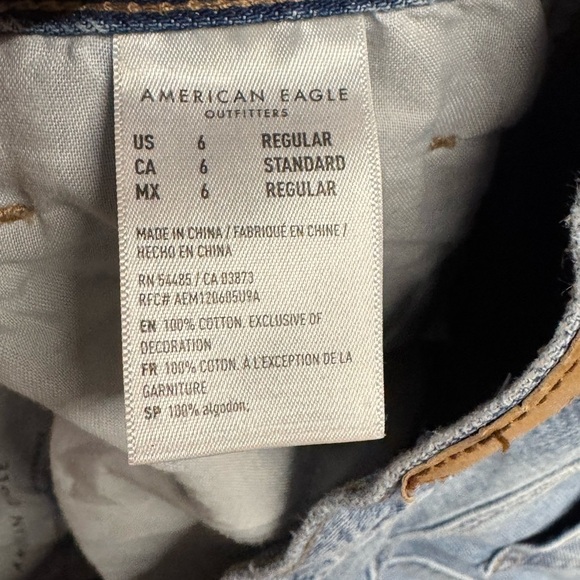 AMERICAN EAGLE
OUTFITTERS
US 6 REGULAR
CA 6 STANDARD
MX 6 REGULAR
MADE IN CHINA / FABRIQUÉ EN CHINE /
HECHO EN CHINA
RN 54485 / CA 03873
RFC# AEM120605U9A
EN 100% COTTON. EXCLUSIVE OF
DECORATION
FR 100% COTON. À L'EXCEPTION DE LA
GARNITURE
SP 100% algodón;